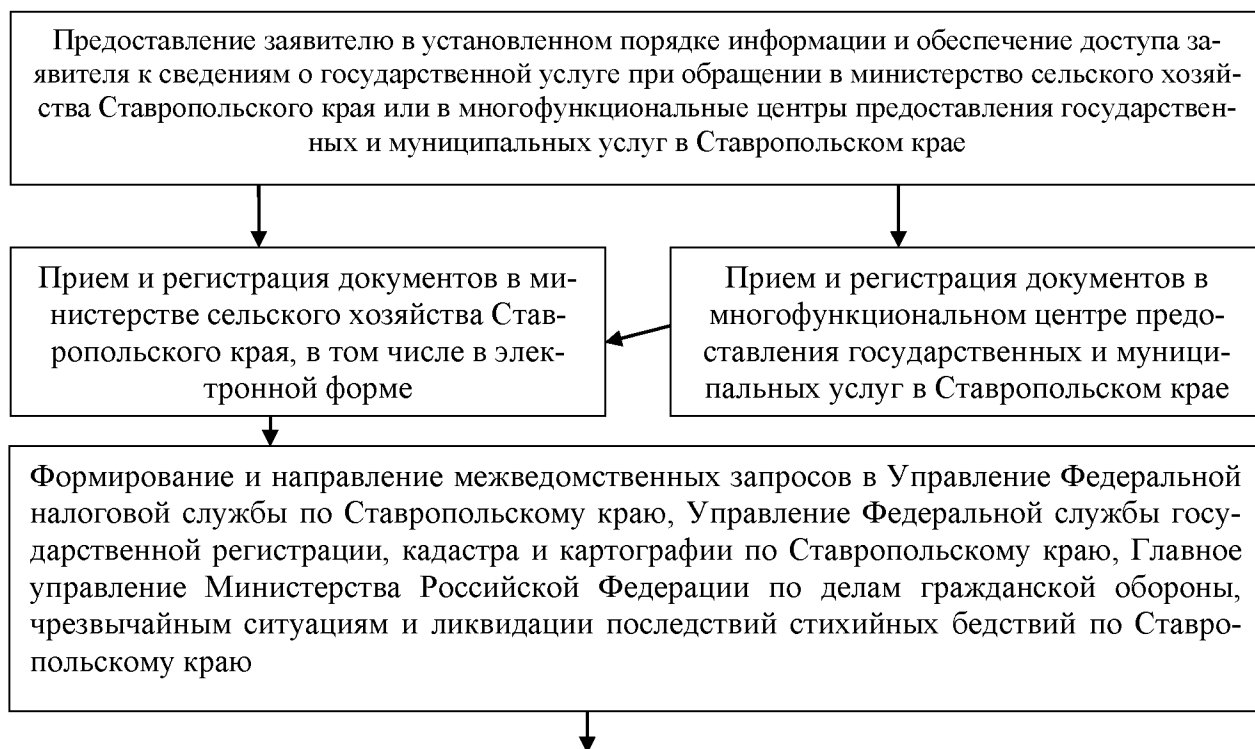 Предоставление заявителю в установленном порядке информации и обеспечение доступа за-
явителя к сведениям о государственной услуге при обращении в министерство сельского хозяй-
ства Ставропольского края или в многофункциональные центры предоставления государствен-
ных и муниципальных услуг в Ставропольском крае
Прием и регистрация документов в ми-
нистерстве сельского хозяйства Став-
ропольского края, в том числе в элек-
тронной форме
Прием и регистрация документов в
многофункциональном центре предо-
ставления государственных и муници-
пальных услуг в Ставропольском крае
Формирование и направление межведомственных запросов в Управление Федеральной
налоговой службы по Ставропольскому краю, Управление Федеральной службы госу-
дарственной регистрации, кадастра и картографии по Ставропольскому краю, Главное
управление Министерства Российской Федерации по делам гражданской обороны,
чрезвычайным ситуациям и ликвидации последствий стихийных бедствий по Ставро-
польскому краю